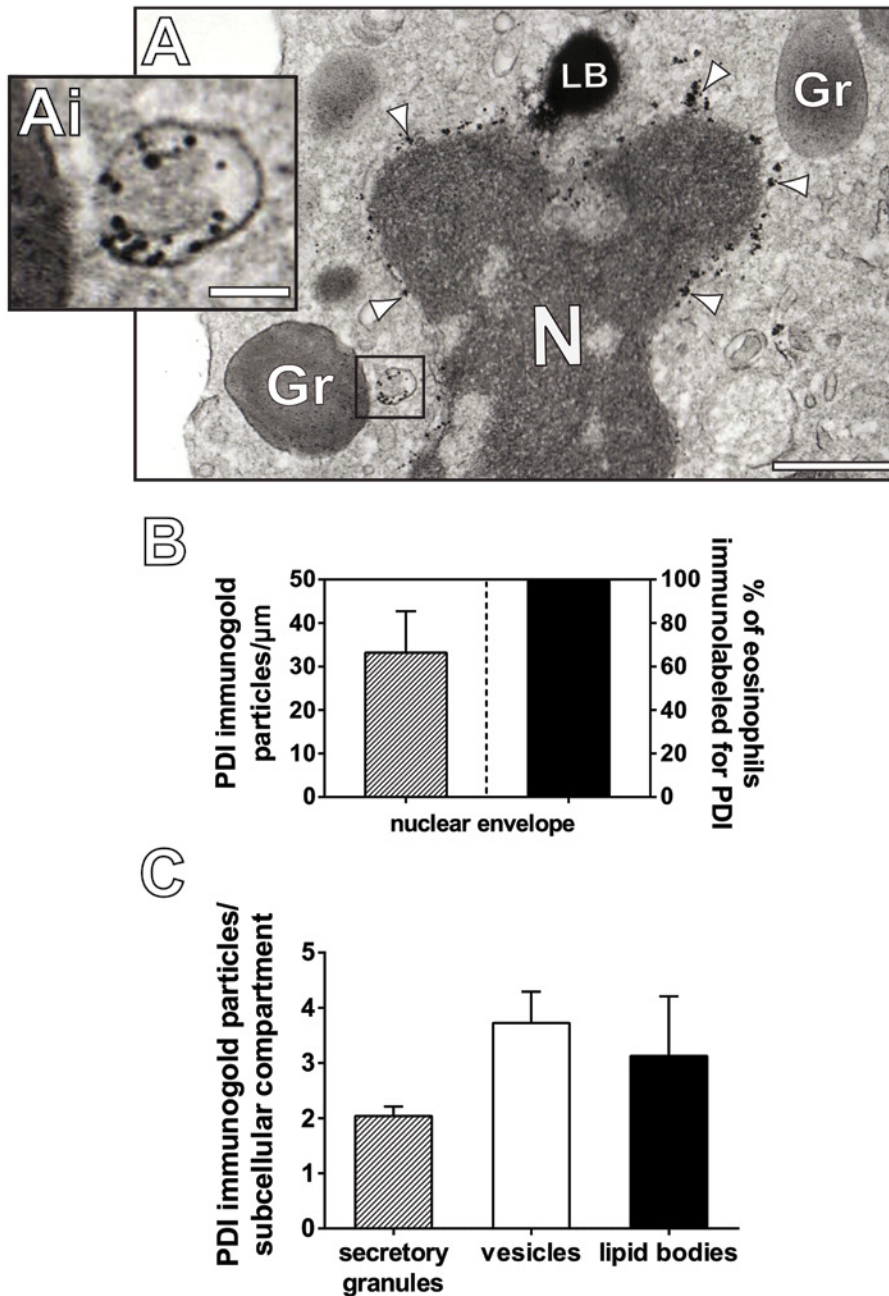 A
Ai
LB
Gr
N
Gr
B
PDI immunogold
particles/µm
50
40
30
20
10
0
100
80
60
40
20
0
% of eosinophils
immunolabeled for PDI
nuclear envelope
C
PDI immunogold particles/
subcellular compartment
5
4
3
2
1
0
secretory
granules
vesicles
lipid bodies